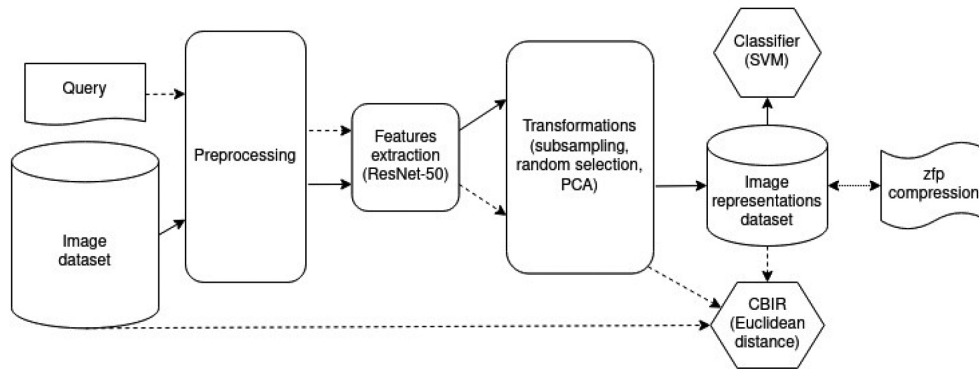 Query
Image
dataset
Preprocessing
Features
extraction
(ResNet-50)
Transformations
(subsampling,
random selection,
PCA)
Classifier
(SVM)
Image
representations
dataset
zfp
compression
CBIR
(Euclidean
distance)